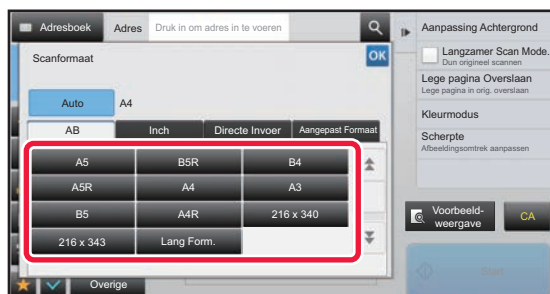 Adresboek
Adres
Druk in om adres in te voeren
Scanformaat
OK
Auto
A4
AB
Inch
Directe Invoer
Aangepast Formaat
A5
B5R
B4
A5R
A4
A3
B5
A4R
216 x 340
216 x 343
Lang Form.
Overige
Aanpassing Achtergrond
Langzamer Scan Mode.
Dun origineel scannen
Lege pagina Overslaan
Lege pagina in orig. overslaan
Kleurmodus
Scherpte
Afbeeldingsomtrek aanpassen
Voorbeeld-
weergave
CA